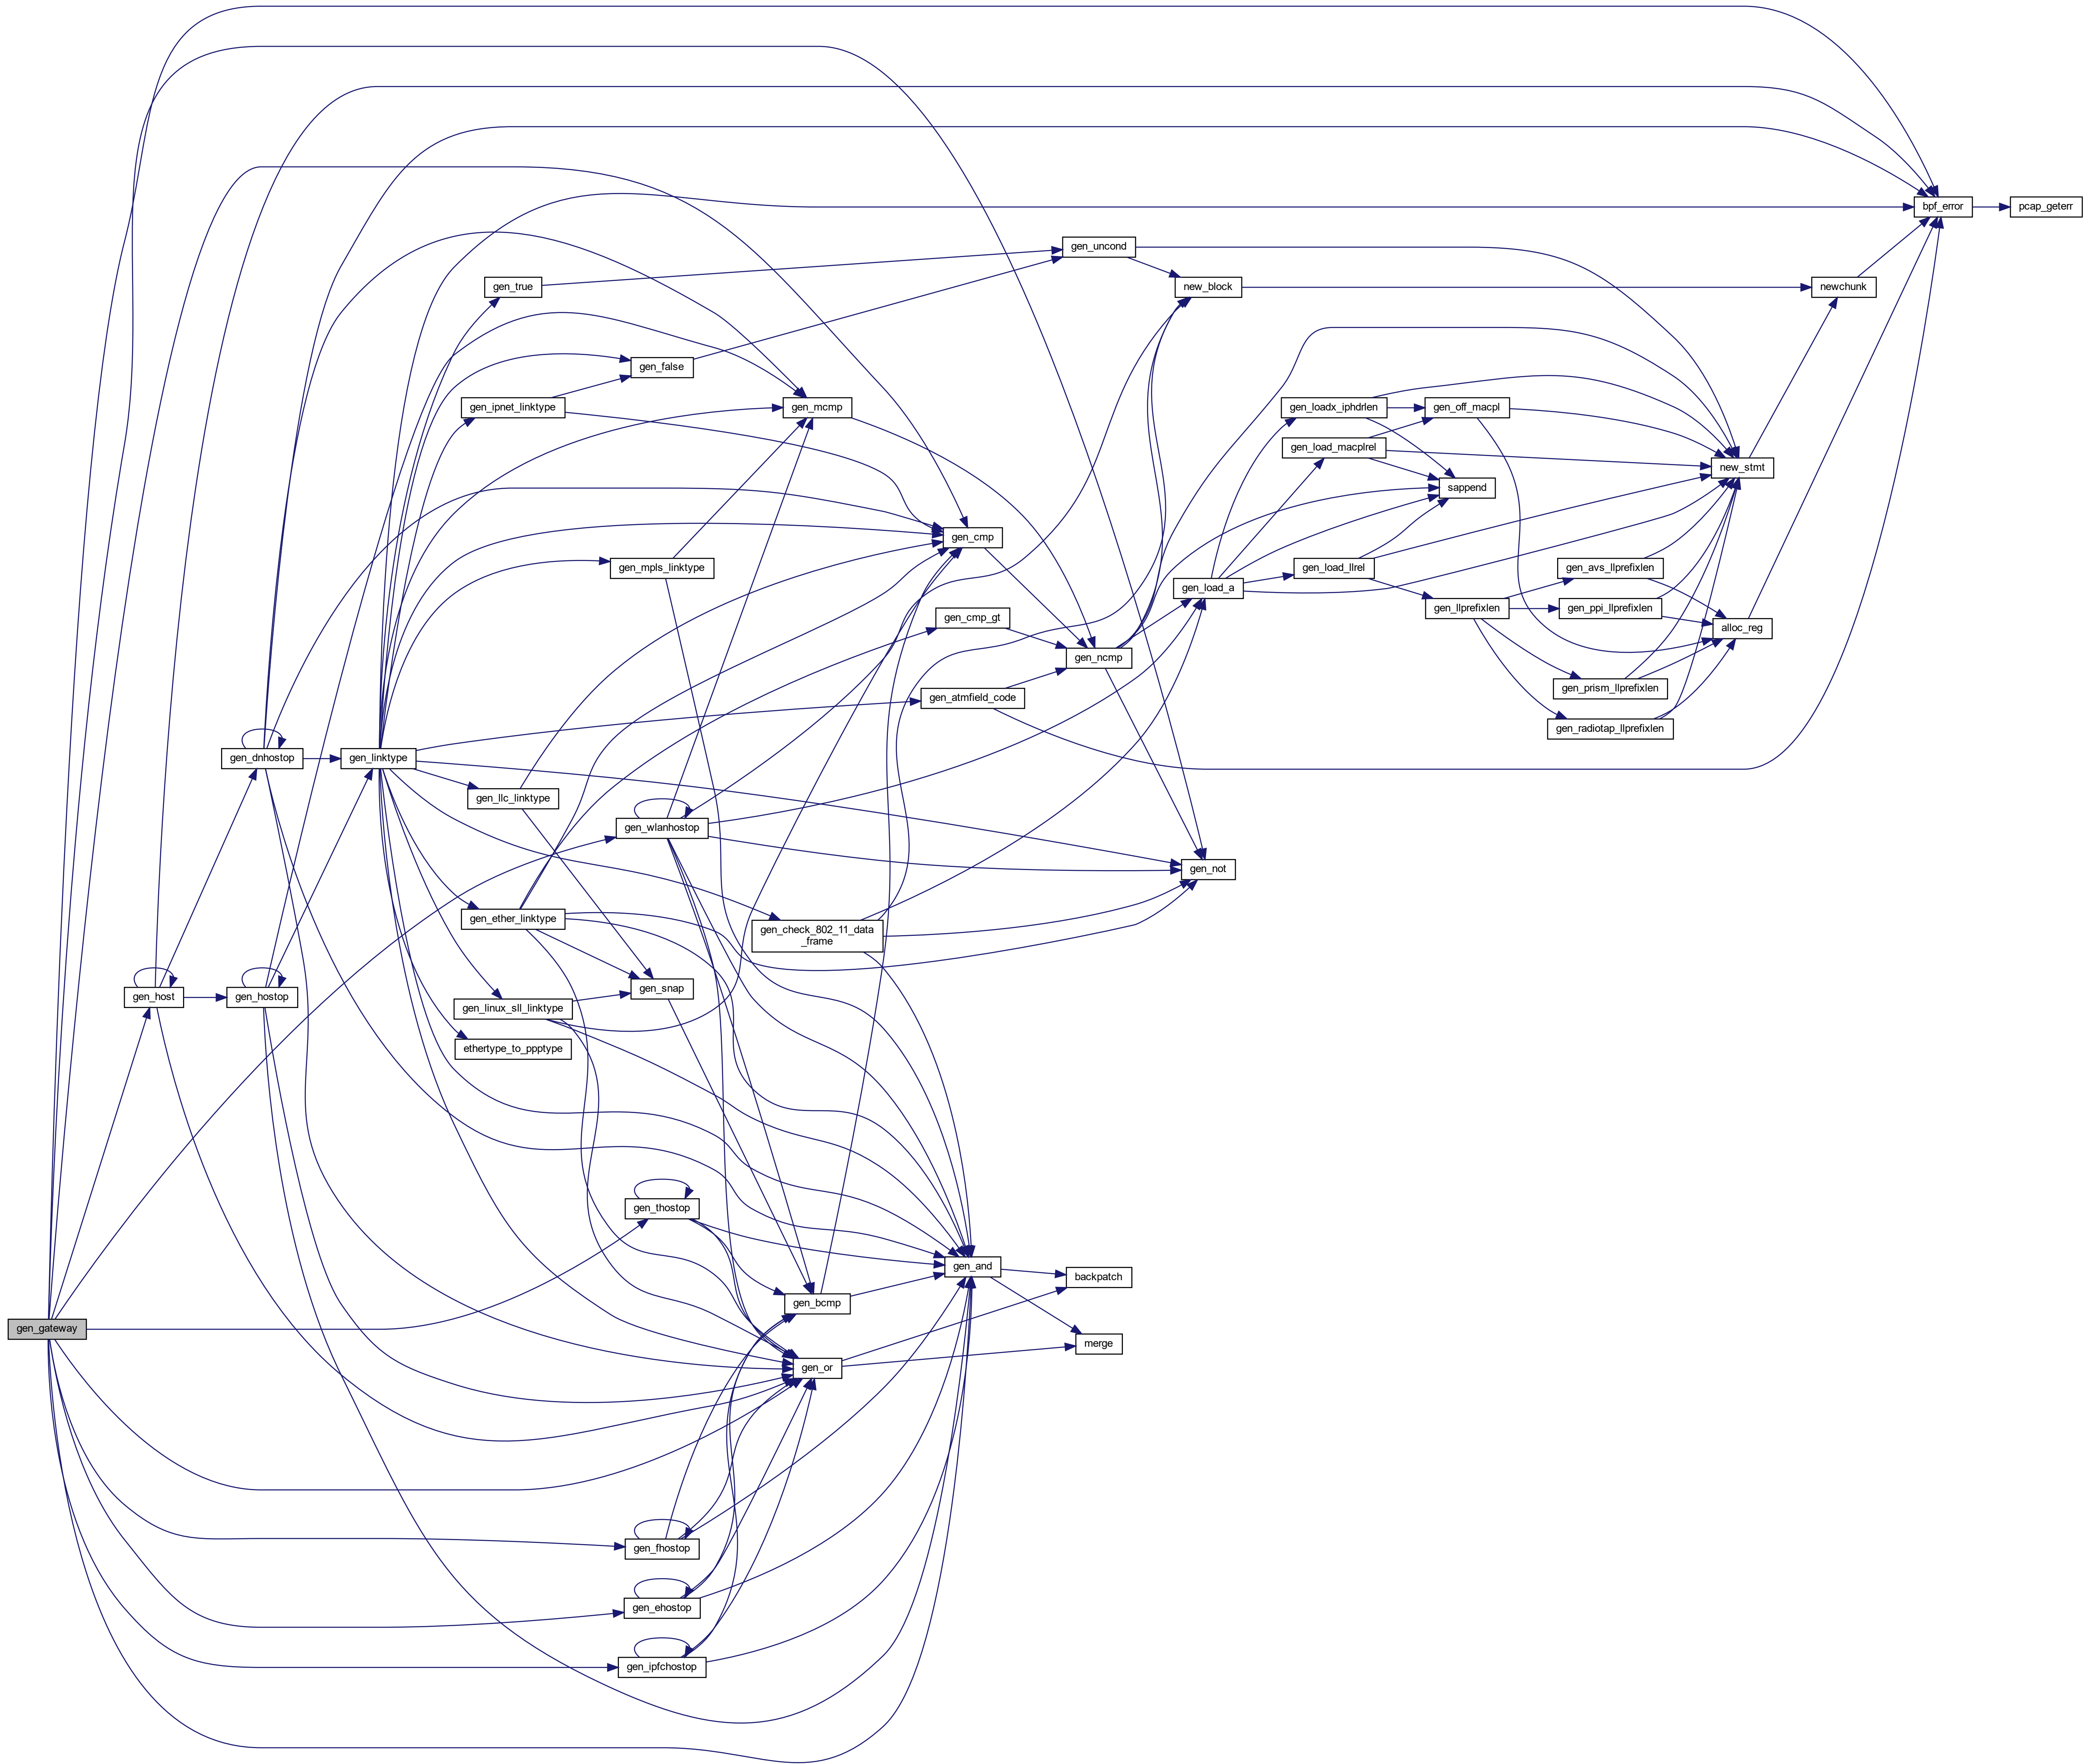 bpf_error
pcap_geterr
gen_uncond
gen_true
new_block
newchunk
gen_false
gen_ipnet_linktype
gen_mcmp
gen_loadx_iphdrlen
gen_off_macpl
gen_load_macplrel
new_stmt
sappend
gen_cmp
gen_mpls_linktype
gen_load_llrel
gen_avs_llprefixlen
gen_load_a
gen_llprefixlen
gen_ppi_llprefixlen
gen_cmp_gt
alloc_reg
gen_ncmp
gen_prism_llprefixlen
gen_atmfield_code
gen_radiotap_llprefixlen
gen_dnhostop
gen_linktype
gen_llc_linktype
gen_wlanhostop
gen_not
gen_ether_linktype
gen_check_802_11_data
_frame
gen_snap
gen_host
gen_hostop
gen_linux_sll_linktype
ethertype_to_ppptype
gen_thostop
gen_and
backpatch
gen_bcmp
gen_gateway
merge
gen_or
gen_fhostop
gen_ehostop
gen_ipfchostop